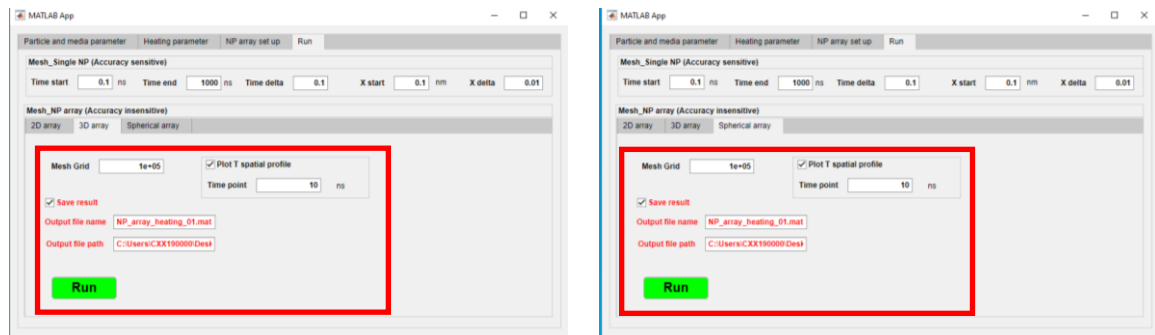 MATLAB App
Particle and media parameter Heating parameter NP array set up Run
Mesh_Single NP (Accuracy sensitive)
Time start 0.1 ns Time end 1000 ns Time delta 0.1 X start 0.1 nm X delta 0.01
Mesh_NP array (Accuracy insensitive)
2D array 3D array Spherical array
Mesh Grid 1e+05 Plot T spatial profile
Time point 10 ns
Save result
Output file name NP_array_heating_01.mat
Output file path C:\Users\CXX190000\Desk
Run
MATLAB App
Particle and media parameter Heating parameter NP array set up Run
Mesh_Single NP (Accuracy sensitive)
Time start 0.1 ns Time end 1000 ns Time delta 0.1 X start 0.1 nm X delta 0.01
Mesh_NP array (Accuracy insensitive)
2D array 3D array Spherical array
Mesh Grid 1e+05 Plot T spatial profile
Time point 10 ns
Save result
Output file name NP_array_heating_01.mat
Output file path C:\Users\CXX190000\Desk
Run